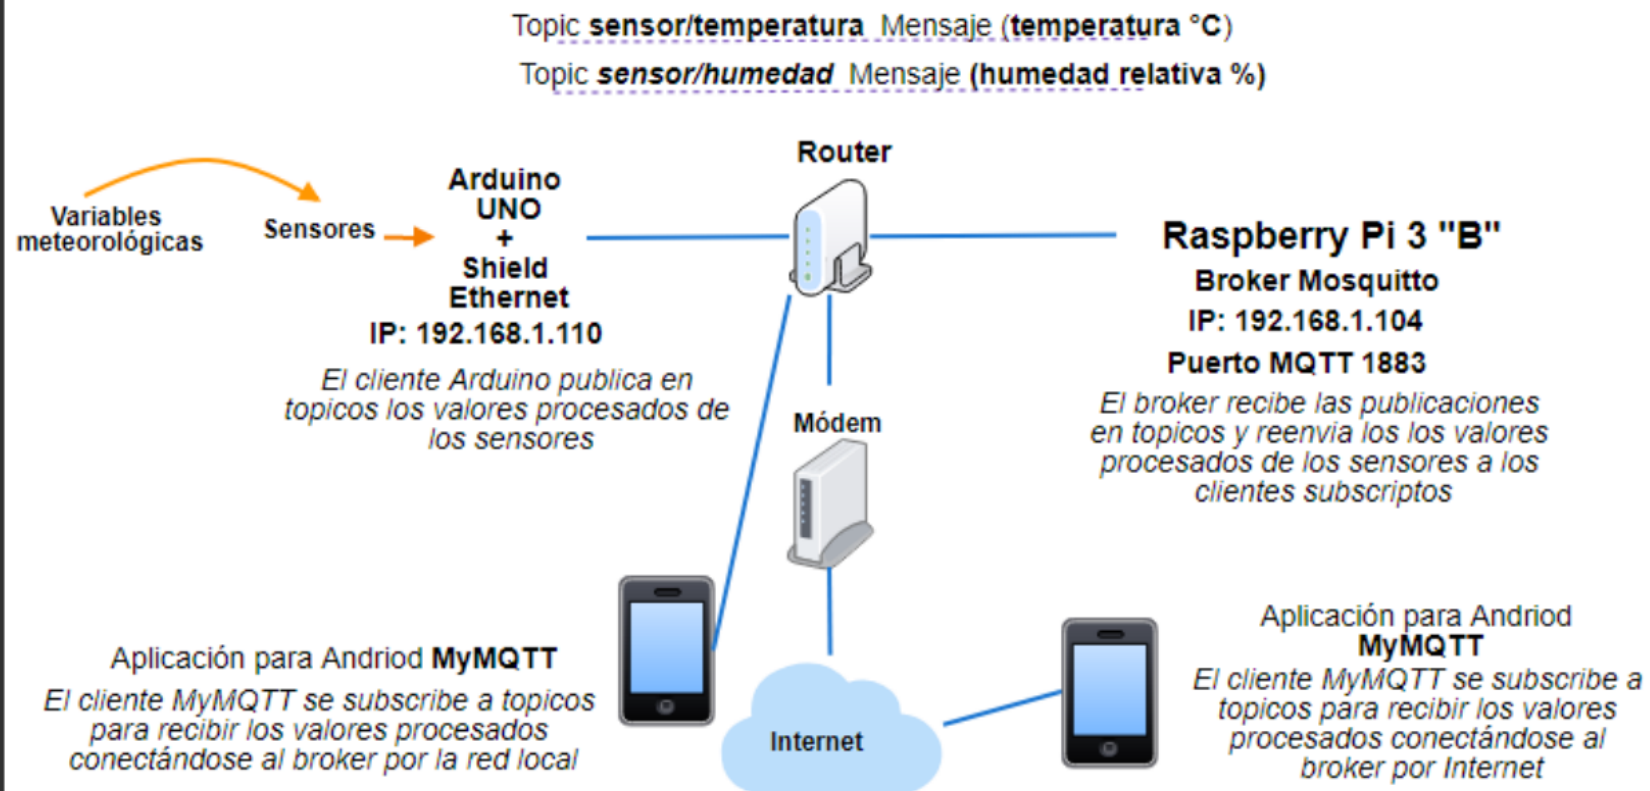 Topic sensor/temperatura Mensaje (temperatura °C)
Topic sensor/humedad Mensaje (humedad relativa %)
Router
Variables
meteorológicas
Sensores
Arduino
UNO
+
Shield
Ethernet
IP: 192.168.1.110
El cliente Arduino publica en
topicos los valores procesados de
los sensores
Raspberry Pi 3 "B"
Broker Mosquitto
IP: 192.168.1.104
Puerto MQTT 1883
El broker recibe las publicaciones
en topicos y reenvia los los valores
procesados de los sensores a los
clientes subscriptos
Módem
Aplicación para Andriod MyMQTT
El cliente MyMQTT se subscribe a topicos
para recibir los valores procesados
conectándose al broker por la red local
Internet
Aplicación para Andriod
MyMQTT
El cliente MyMQTT se subscribe a
topicos para recibir los valores
procesados conectándose al
broker por Internet